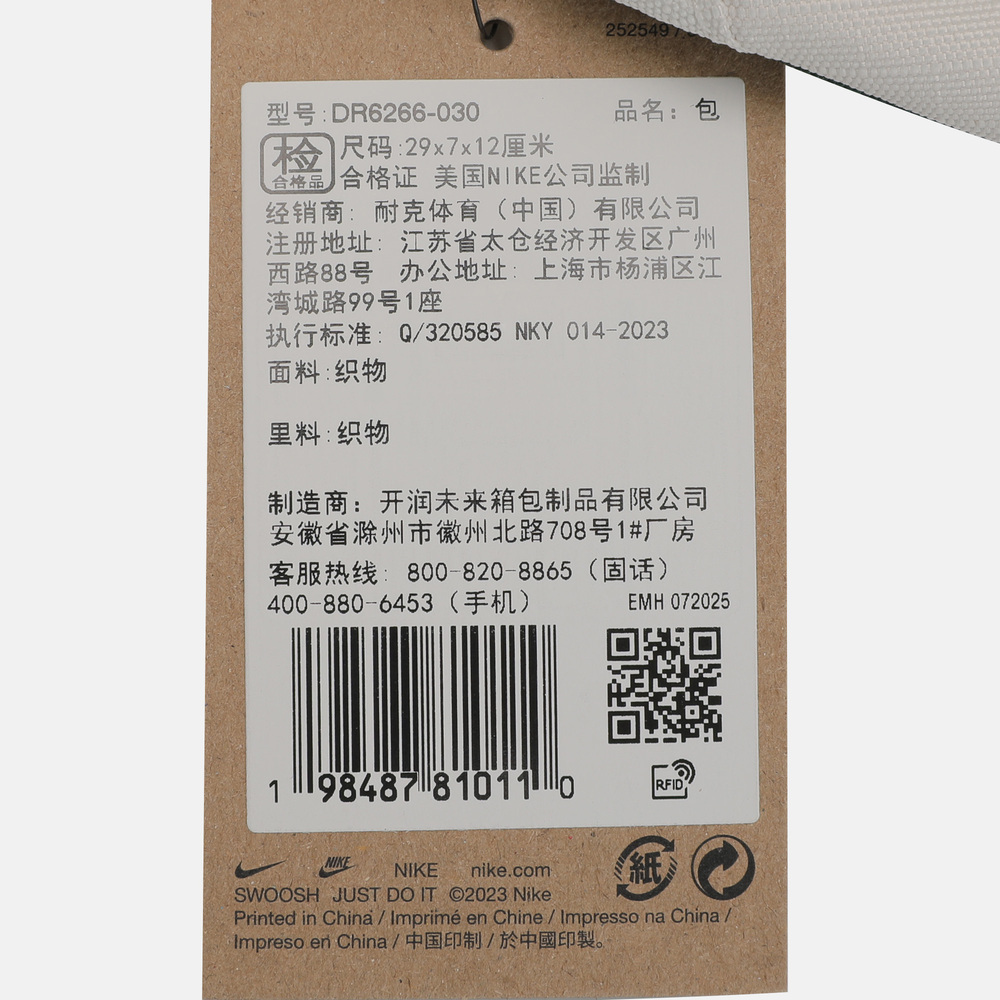 型号:DR6266-030 品名：包
检 合格品
尺码:29x7x12厘米
合格证 美国NIKE公司监制
经销商: 耐克体育（中国）有限公司
注册地址: 江苏省太仓经济开发区广州
西路88号 办公地址: 上海市杨浦区江
湾城路99号1座
执行标准: Q/320585 NKY 014-2023
面料:织物
里料:织物
制造商：开润未来箱包制品有限公司
安徽省滁州市徽州北路708号1#厂房
客服热线: 800-820-8865（固话）
400-880-6453（手机） EMH 072025
1 98487 81011 0
RFID
NIKE NIKE nike.com
紙
SWOOSH JUST DO IT ©2023 Nike
Printed in China / Imprimé en Chine / Impresso na China /
Impreso en China / 中国印制 / 於中國印製。